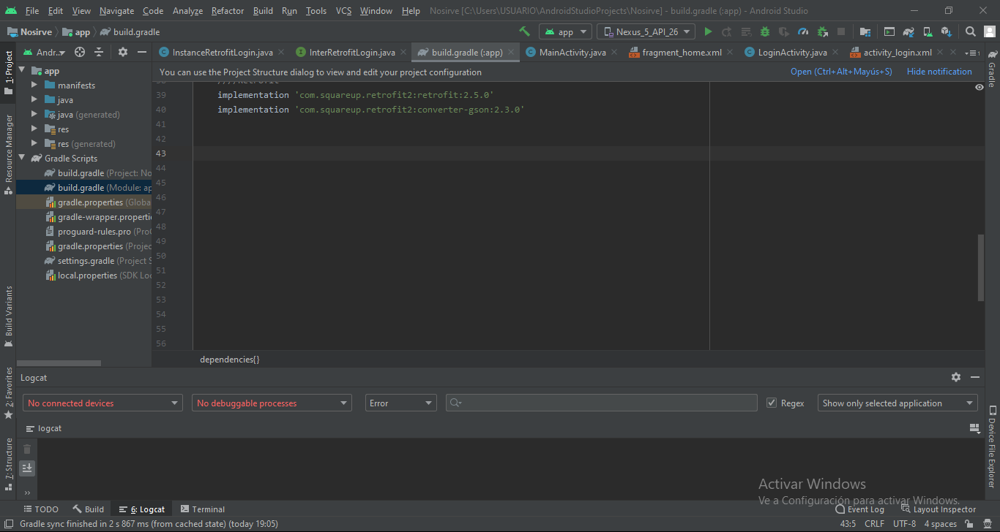 File Edit View Navigate Code Analyze Refactor Build Run Tools VCS Window Help Nosirve [C:\Users\USUARIO\AndroidStudioProjects\Nosirve] - build.gradle (:app) - Android Studio
Nosirve app build.gradle app Nexus_5_API_26
1: Project
Resource Manager
Build Variants
2: Favorites
7: Structure
Andr...
InstanceRetrofitLogin.java InterRetrofitLogin.java build.gradle (:app) MainActivity.java fragment_home.xml LoginActivity.java activity_login.xml
You can use the Project Structure dialog to view and edit your project configuration Open (Ctrl+Alt+Mayús+S) Hide notification
app
manifests
java
java (generated)
res
res (generated)
Gradle Scripts
build.gradle (Project: No
build.gradle (Module: ap
gradle.properties (Globa
gradle-wrapper.properti
proguard-rules.pro (Pro
gradle.properties (Projec
settings.gradle (Project S
local.properties (SDK Loc
38 ////Retrofit
39 implementation 'com.squareup.retrofit2:retrofit:2.5.0'
40 implementation 'com.squareup.retrofit2:converter-gson:2.3.0'
41
42
43
44
45
46
47
48
49
50
51
52
53
54
55
56
dependencies{}
Gradle
Device File Explorer
Logcat
No connected devices No debuggable processes Error Regex Show only selected application
logcat
Activar Windows
Ve a Configuración para activar Windows.
TODO Build 6: Logcat Terminal Event Log Layout Inspector
Gradle sync finished in 2 s 867 ms (from cached state) (today 19:05) 43:5 CRLF UTF-8 4 spaces